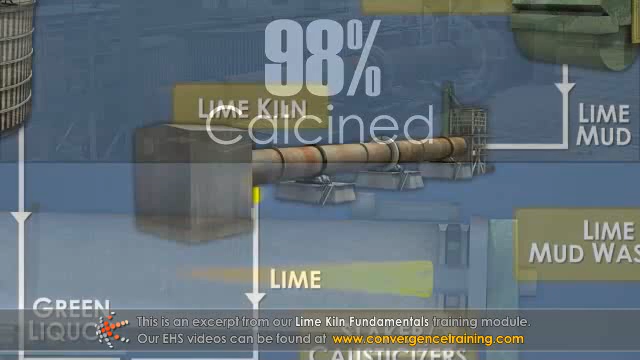 98%
LIME KILN
Calcined
LIME
MUD
LIME
MUD WAS
LIME
GREEN
LIQUO
This is an excerpt from our Lime Kiln Fundamentals training module.
Our EHS videos can be found at www.convergencetraining.com
CAUSTICIZERS